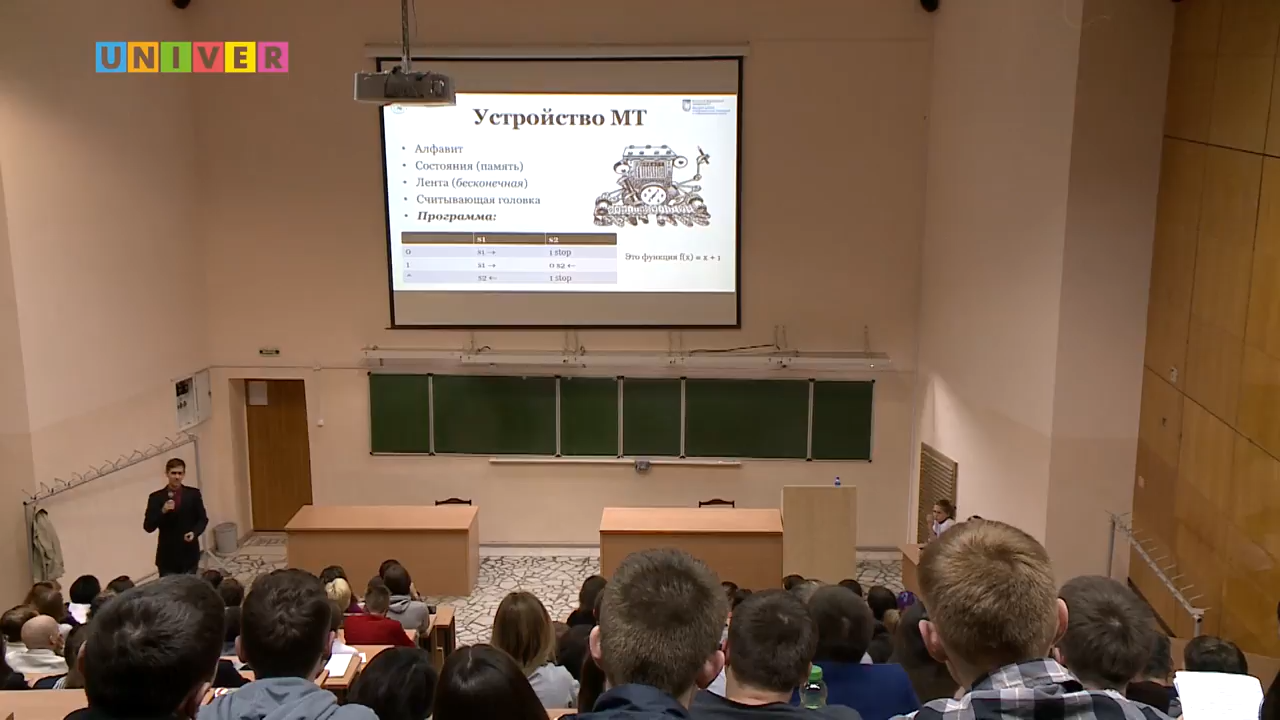 UNIVER
Устройство МТ
• Алфавит
• Состояния (память)
• Лента (бесконечная)
• Считывающая головка
• Программа:
s1 s2
0 s1 → 1 stop
1 s1 → 0 s2 ←
^ s2 ← 1 stop
Это функция f(x) = x + 1